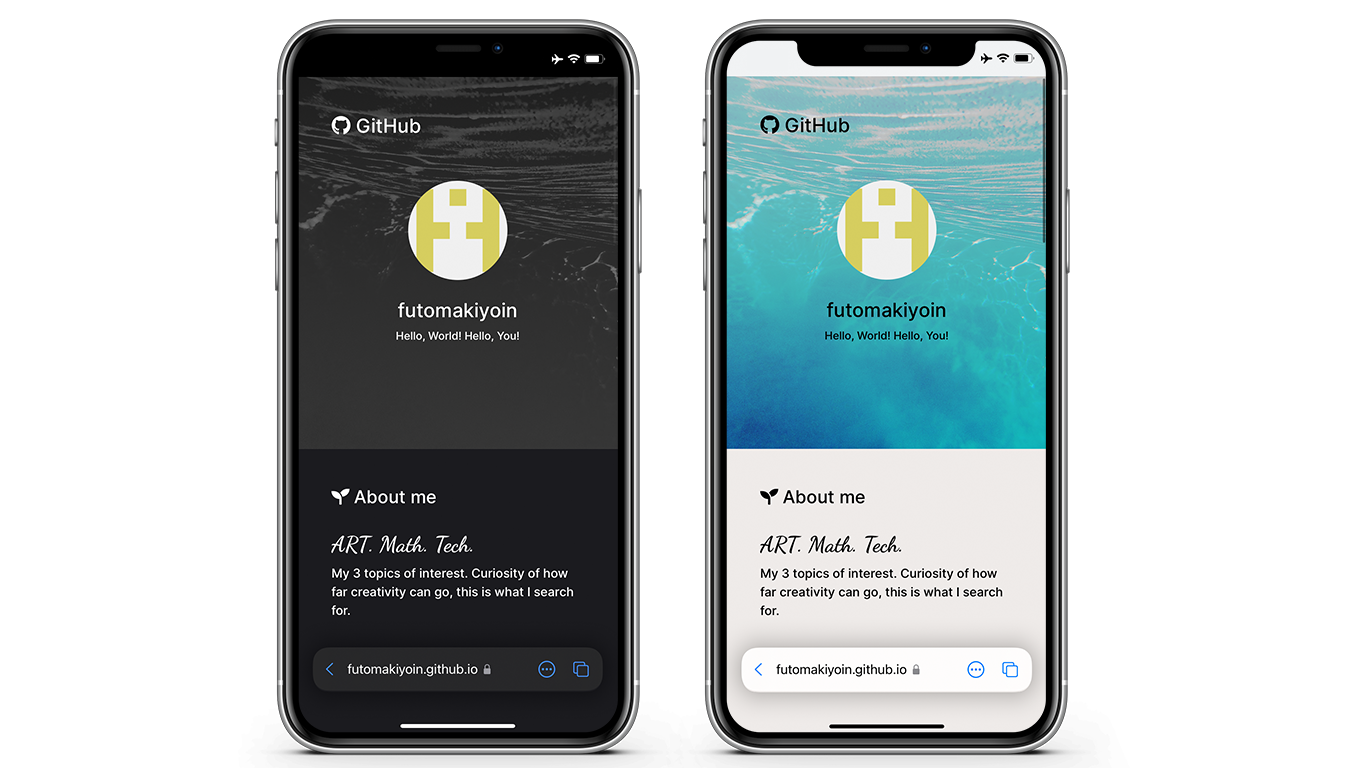 GitHub
futomakiyoin
Hello, World! Hello, You!
About me
ART. Math. Tech.
My 3 topics of interest. Curiosity of how
far creativity can go, this is what I search
for.
futomakiyoin.github.io
GitHub
futomakiyoin
Hello, World! Hello, You!
About me
ART. Math. Tech.
My 3 topics of interest. Curiosity of how
far creativity can go, this is what I search
for.
futomakiyoin.github.io